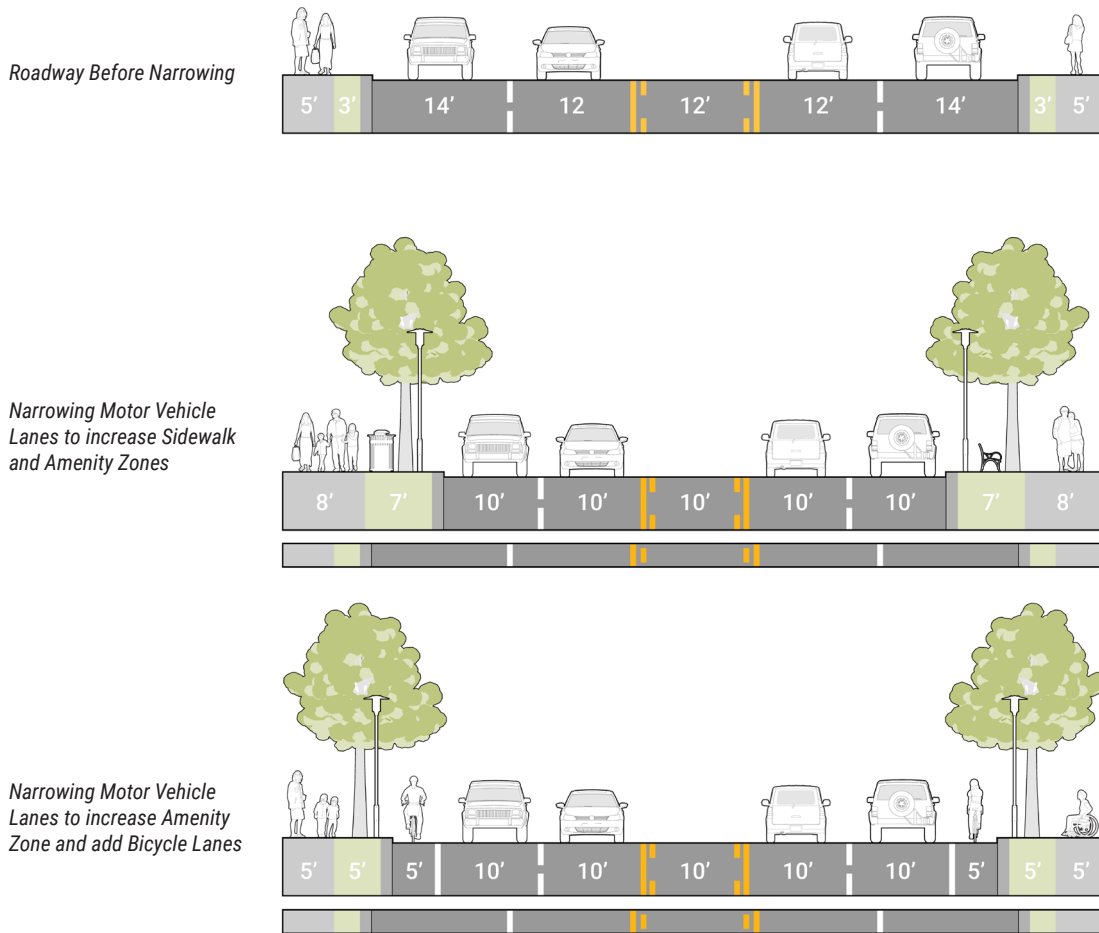 Roadway Before Narrowing
5’ 3’ 14’ 12 12’ 12’ 14’ 3’ 5’
Narrowing Motor Vehicle
Lanes to increase Sidewalk
and Amenity Zones
8’ 7’ 10’ 10’ 10’ 10’ 10’ 7’ 8’
Narrowing Motor Vehicle
Lanes to increase Amenity
Zone and add Bicycle Lanes
5’ 5’ 5’ 10’ 10’ 10’ 10’ 10’ 5’ 5’ 5’